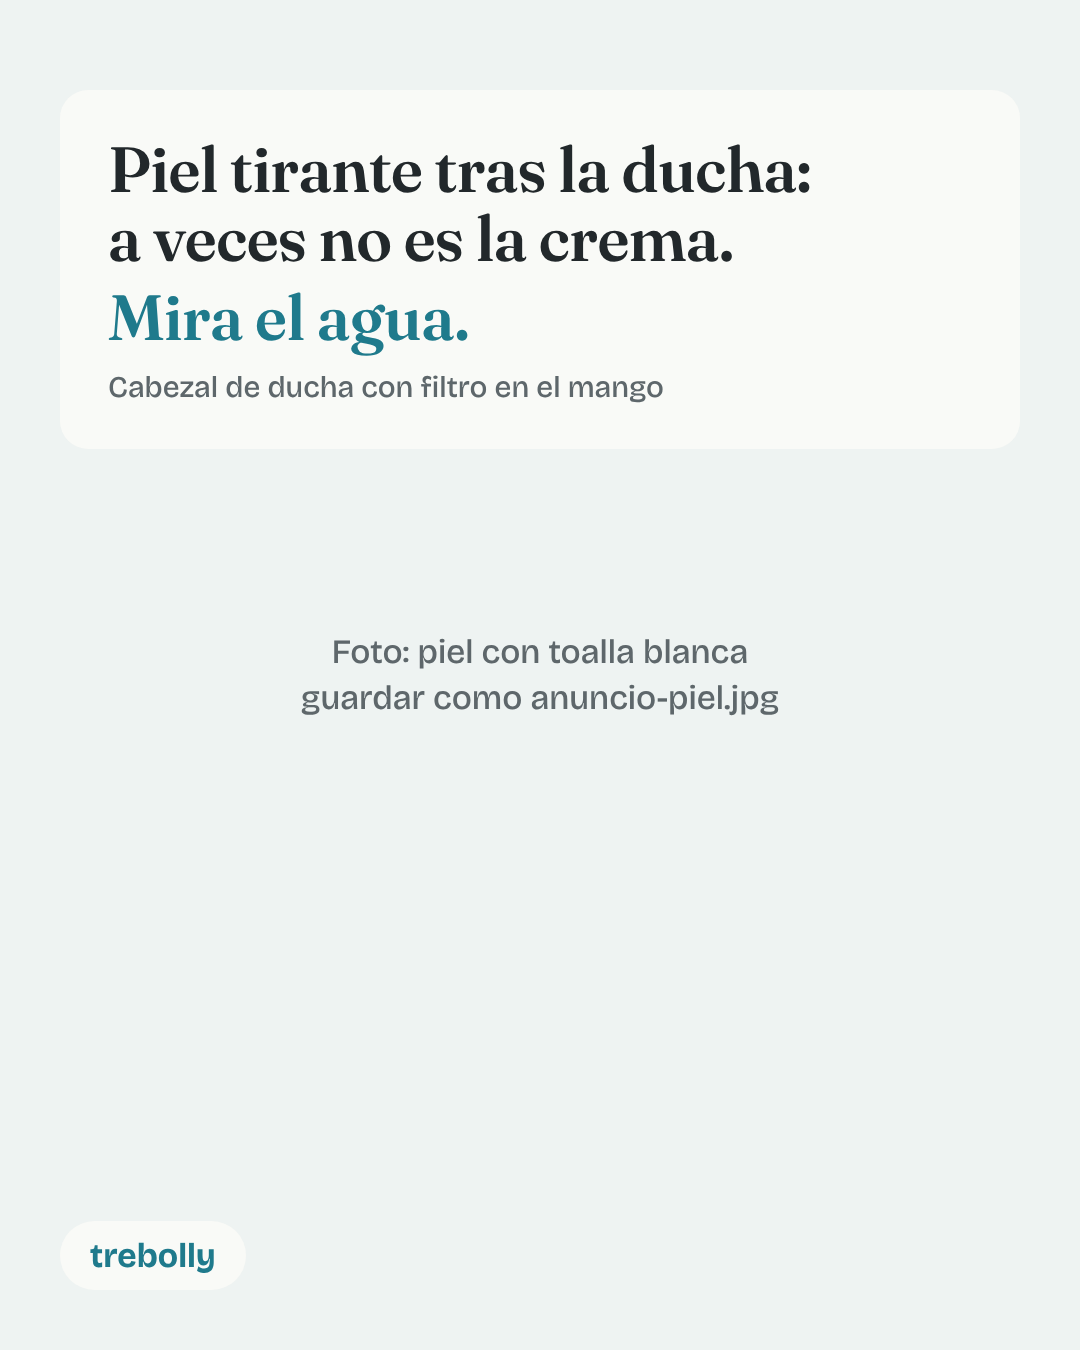 Piel tirante tras la ducha:
a veces no es la crema.
Mira el agua.
Cabezal de ducha con filtro en el mango
Foto: piel con toalla blanca
guardar como anuncio-piel.jpg
trebolly